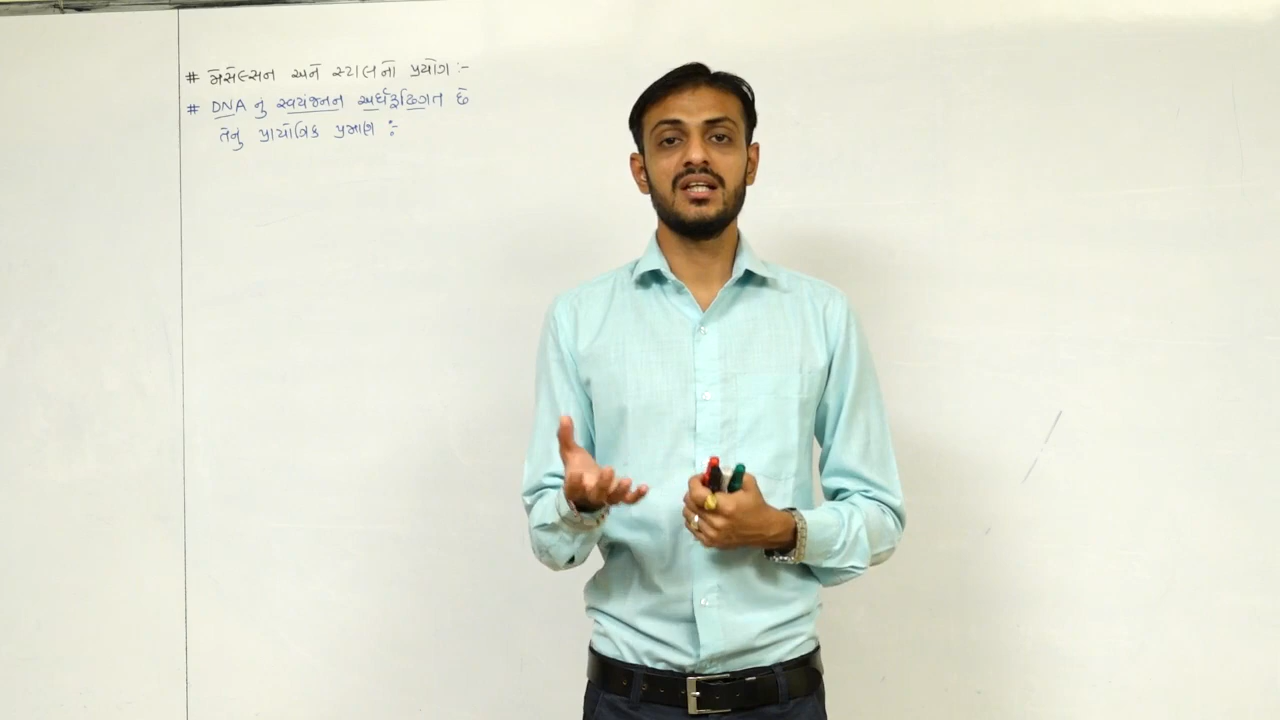 # મેસેલ્સન અને સ્ટાલનો પ્રયોગ :-
# DNA નું સ્વયંજનન અર્ધરૂઢિગત છે
તેનુ પ્રાયોગિક પ્રમાણ :-